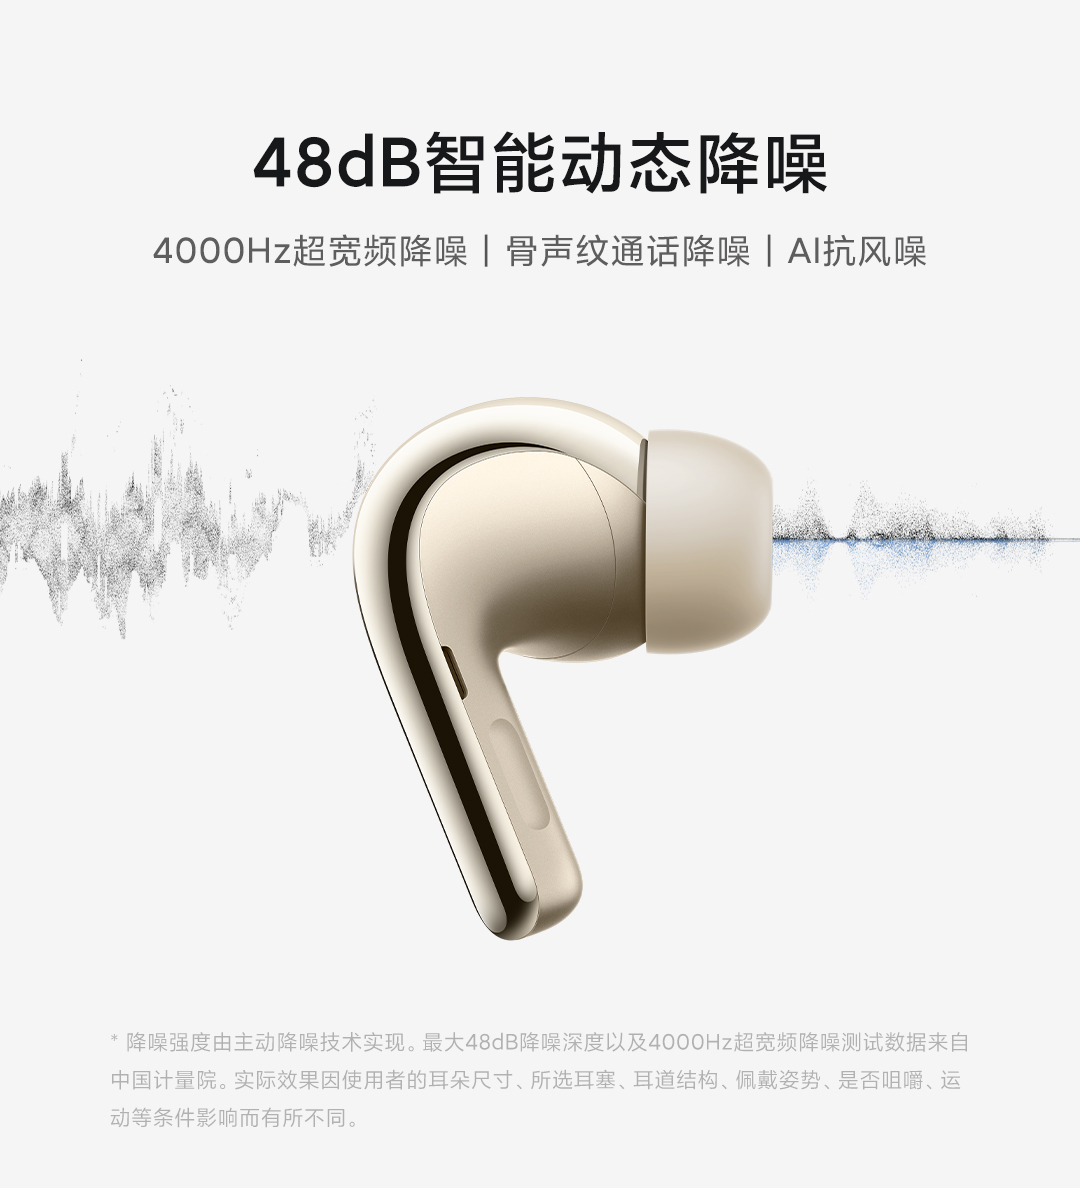 48dB智能动态降噪
4000Hz超宽频降噪｜骨声纹通话降噪｜AI抗风噪
* 降噪强度由主动降噪技术实现。最大48dB降噪深度以及4000Hz超宽频降噪测试数据来自
中国计量院。实际效果因使用者的耳朵尺寸、所选耳塞、耳道结构、佩戴姿势、是否咀嚼、运
动等条件影响而有所不同。